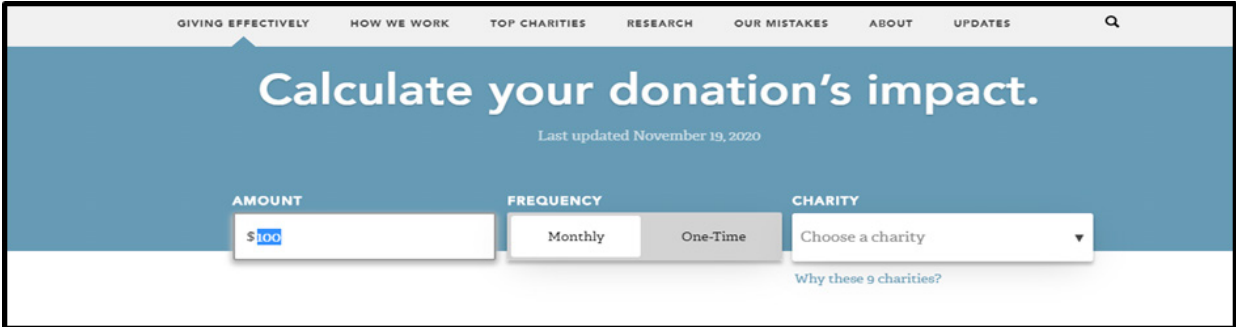 GIVING EFFECTIVELY HOW WE WORK TOP CHARITIES RESEARCH OUR MISTAKES ABOUT UPDATES
Calculate your donation's impact.
Last updated November 19, 2020
AMOUNT FREQUENCY CHARITY
$100 Monthly One-Time Choose a charity
Why these 9 charities?